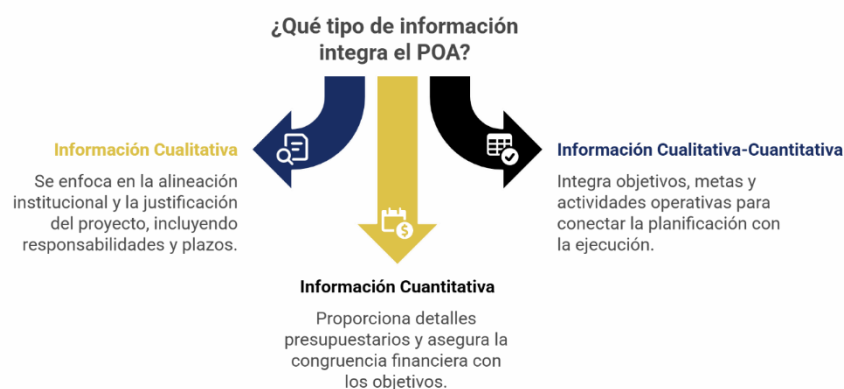 ¿Qué tipo de información
integra el POA?
Información Cualitativa
Se enfoca en la alineación
institucional y la justificación
del proyecto, incluyendo
responsabilidades y plazos.
Información Cuantitativa
Proporciona detalles
presupuestarios y asegura la
congruencia financiera con
los objetivos.
Información Cualitativa-Cuantitativa
Integra objetivos, metas y
actividades operativas para
conectar la planificación con
la ejecución.